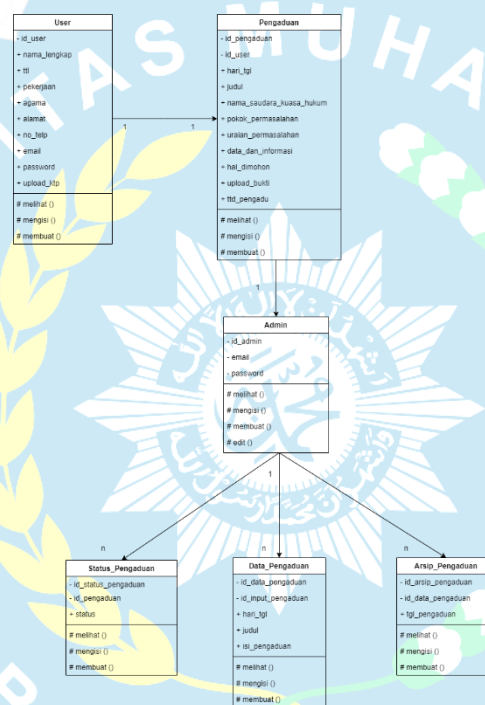 User
- id_user
+ nama_lengkap
+ ttl
+ pekerjaan
+ agama
+ alamat
+ no_telp
+ email
+ password
+ upload_ktp
# melihat ()
# mengisi ()
# membuat ()
1
1
Pengaduan
- id_pengaduan
- id_user
+ hari_tgl
+ judul
+ nama_saudara_kuasa_hukum
+ pokok_permasalahan
+ uraian_permasalahan
+ data_dan_informasi
+ hal_dimohon
+ upload_bukti
+ ttd_pengadu
# melihat ()
# mengisi ()
# membuat ()
1
Admin
- id_admin
- email
- password
# melihat ()
# mengisi ()
# membuat ()
# edit ()
1
n
n
n
Status_Pengaduan
- id_status_pengaduan
- id_pengaduan
+ status
# melihat ()
# mengisi ()
# membuat ()
Data_Pengaduan
- id_data_pengaduan
- id_input_pengaduan
+ hari_tgl
+ judul
+ isi_pengaduan
# melihat ()
# mengisi ()
# membuat ()
Arsip_Pengaduan
- id_arsip_pengaduan
- id_data_pengaduan
+ tgl_pengaduan
# melihat ()
# mengisi ()
# membuat ()